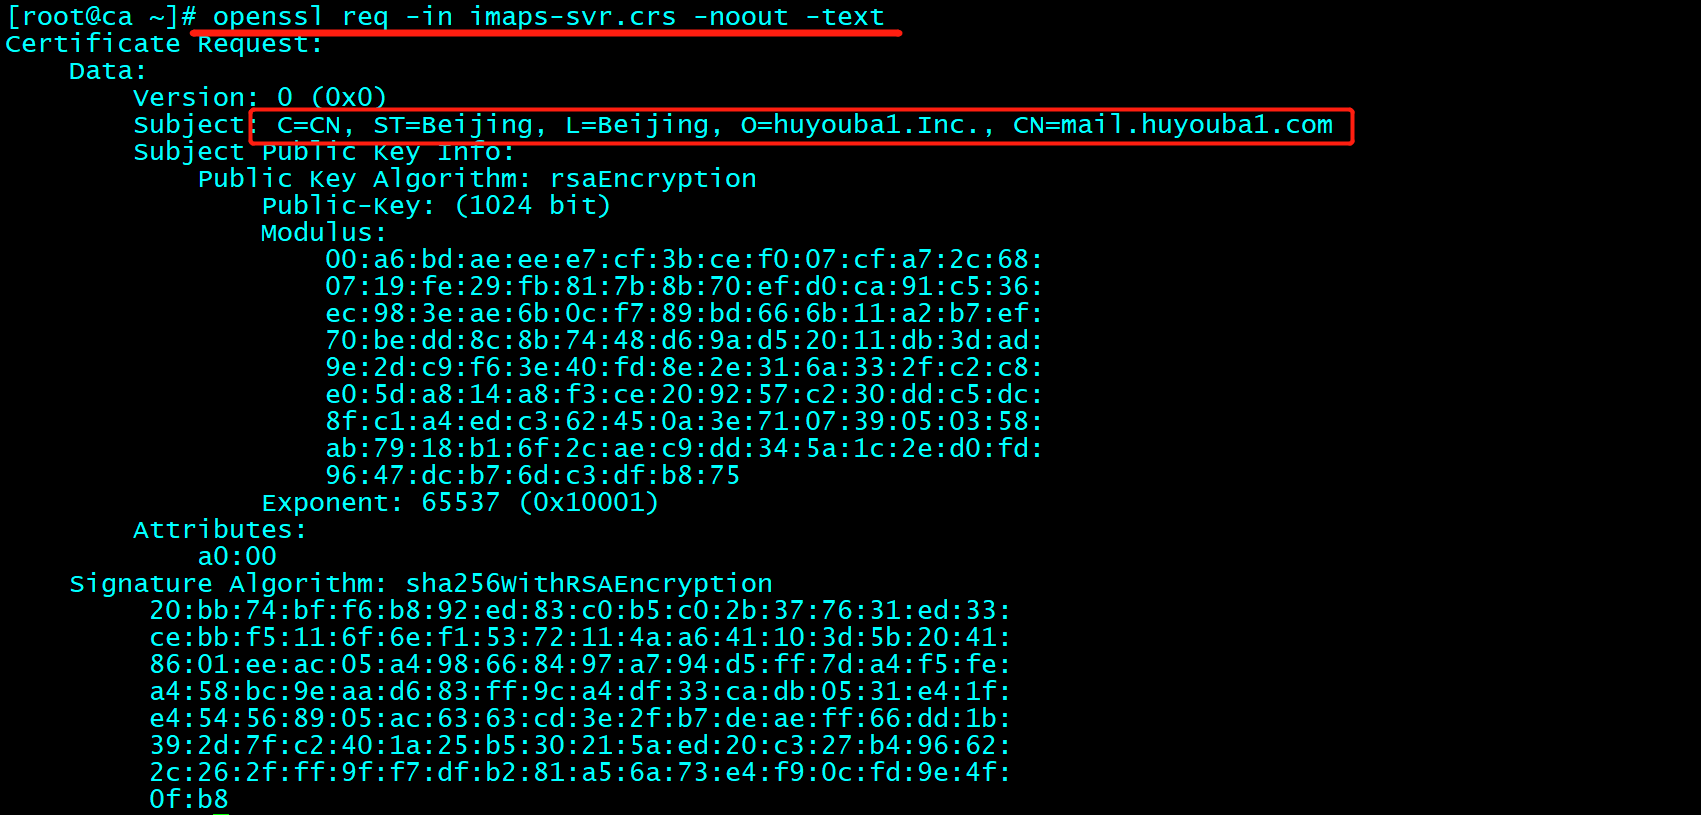 [root@ca ~]# openssl req -in imaps-svr.crs -noout -text
Certificate Request:
Data:
Version: 0 (0x0)
Subject: C=CN, ST=Beijing, L=Beijing, O=huyouba1.Inc., CN=mail.huyouba1.com
Subject Public Key Info:
Public Key Algorithm: rsaEncryption
Public-Key: (1024 bit)
Modulus:
00:a6:bd:ae:ee:e7:cf:3b:ce:f0:07:cf:a7:2c:68:
07:19:fe:29:fb:81:7b:8b:70:ef:d0:ca:91:c5:36:
ec:98:3e:ae:6b:0c:f7:89:bd:66:6b:11:a2:b7:ef:
70:be:dd:8c:8b:74:48:d6:9a:d5:20:11:db:3d:ad:
9e:2d:c9:f6:3e:40:fd:8e:2e:31:6a:33:2f:c2:c8:
e0:5d:a8:14:a8:f3:ce:20:92:57:c2:30:dd:c5:dc:
8f:c1:a4:ed:c3:62:45:0a:3e:71:07:39:05:03:58:
ab:79:18:b1:6f:2c:ae:c9:dd:34:5a:1c:2e:d0:fd:
96:47:dc:b7:6d:c3:df:b8:75
Exponent: 65537 (0x10001)
Attributes:
a0:00
Signature Algorithm: sha256WithRSAEncryption
20:bb:74:bf:f6:b8:92:ed:83:c0:b5:c0:2b:37:76:31:ed:33:
ce:bb:f5:11:6f:6e:f1:53:72:11:4a:a6:41:10:3d:5b:20:41:
86:01:ee:ac:05:a4:98:66:84:97:a7:94:d5:ff:7d:a4:f5:fe:
a4:58:bc:9e:aa:d6:83:ff:9c:a4:df:33:ca:db:05:31:e4:1f:
e4:54:56:89:05:ac:63:63:cd:3e:2f:b7:de:ae:ff:66:dd:1b:
39:2d:7f:c2:40:1a:25:b5:30:21:5a:ed:20:c3:27:b4:96:62:
2c:26:2f:ff:9f:f7:df:b2:81:a5:6a:73:e4:f9:0c:fd:9e:4f:
0f:b8